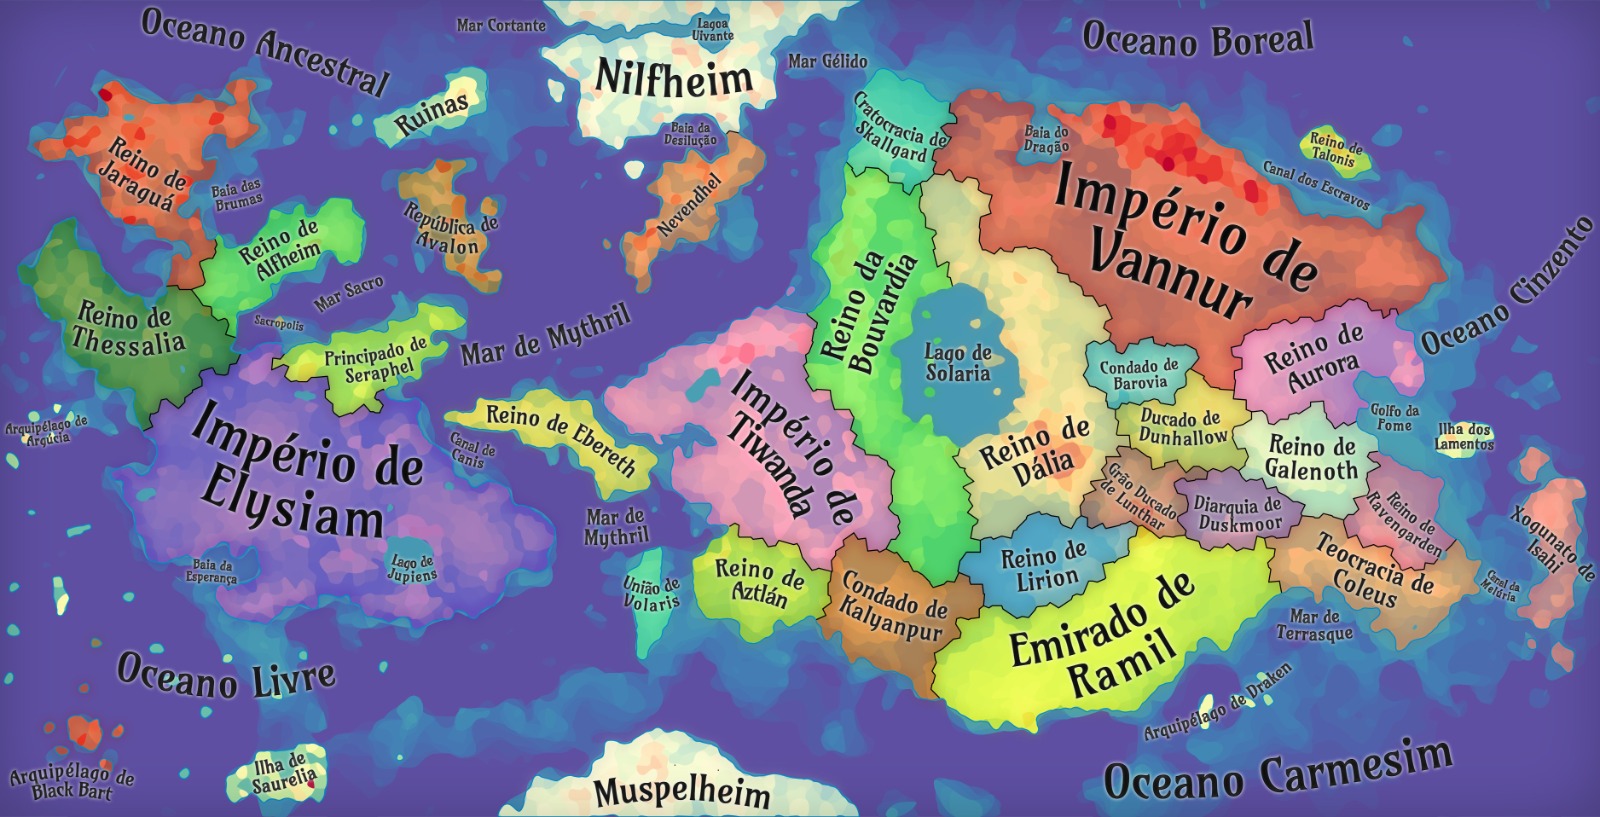 Oceano Ancestral
Mar Cortante
Lagoa
Uivante
Nilfheim
Mar Gélido
Oceano Boreal
Ruinas
Baia da
Desilução
Cratocracia de
Skallgard
Baia do
Dragão
Reino de
Talonis
Canal dos Escravos
Império de
Vannur
Reino de
Jaraguá
Baia das
Brumas
República de
Avalon
Nevendhel
Reino de
Alfheim
Mar Sacro
Sacropolis
Reino de
Thessalia
Principado de
Seraphel
Mar de Mythril
Reino da
Bouvardia
Lago de
Solaria
Oceano Cinzento
Reino de
Aurora
Condado de
Barovia
Ducado de
Dunhallow
Golfo da
Fome
Ilha dos
Lamentos
Arquipélago de
Argúcia
Império de
Elysiam
Canal de
Canis
Reino de Ebereth
Império de
Tiwanda
Reino de
Dália
Reino de
Galenoth
Grão Ducado
de Lunthar
Diarquia de
Duskmoor
Reino de
Ravengarden
Xogunato de
Isahi
Mar de
Mythril
Baia da
Esperança
Lago de
Jupiens
União de
Volaris
Reino de
Aztlán
Condado de
Kalyanpur
Reino de
Lirion
Emirado de
Ramil
Teocracia de
Coleus
Canal da
Melúria
Mar de
Terrasque
Oceano Livre
Arquipélago de Draken
Arquipélago de
Black Bart
Ilha de
Saurelia
Muspelheim
Oceano Carmesim